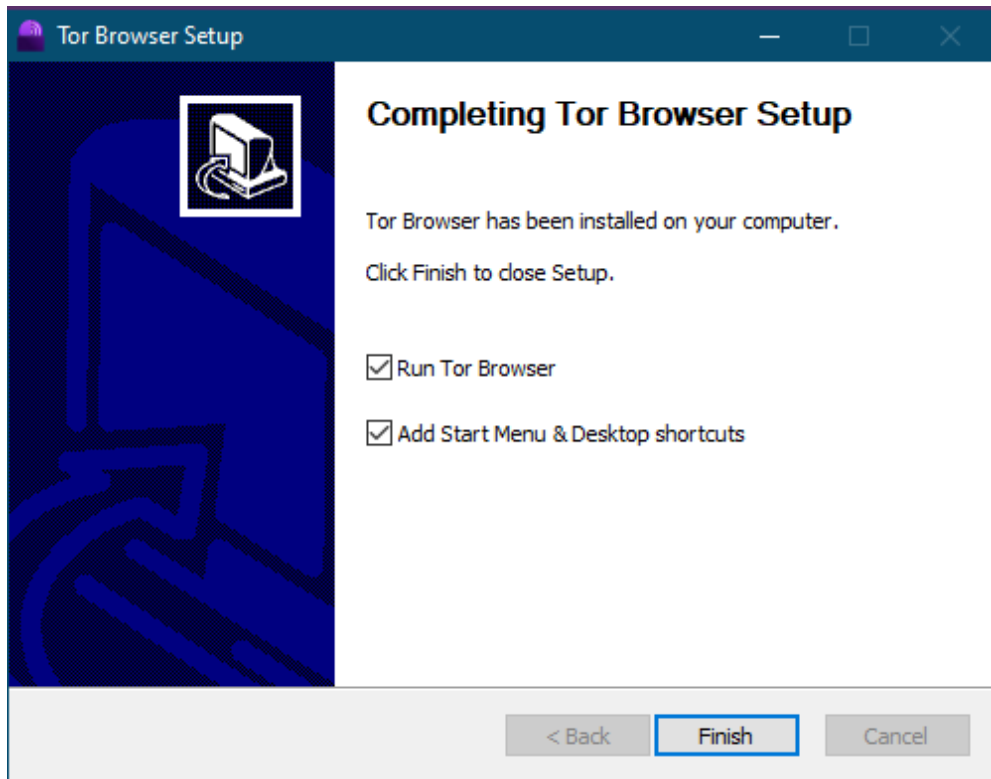 Tor Browser Setup
Completing Tor Browser Setup
Tor Browser has been installed on your computer.
Click Finish to close Setup.
Run Tor Browser
Add Start Menu & Desktop shortcuts
< Back Finish Cancel